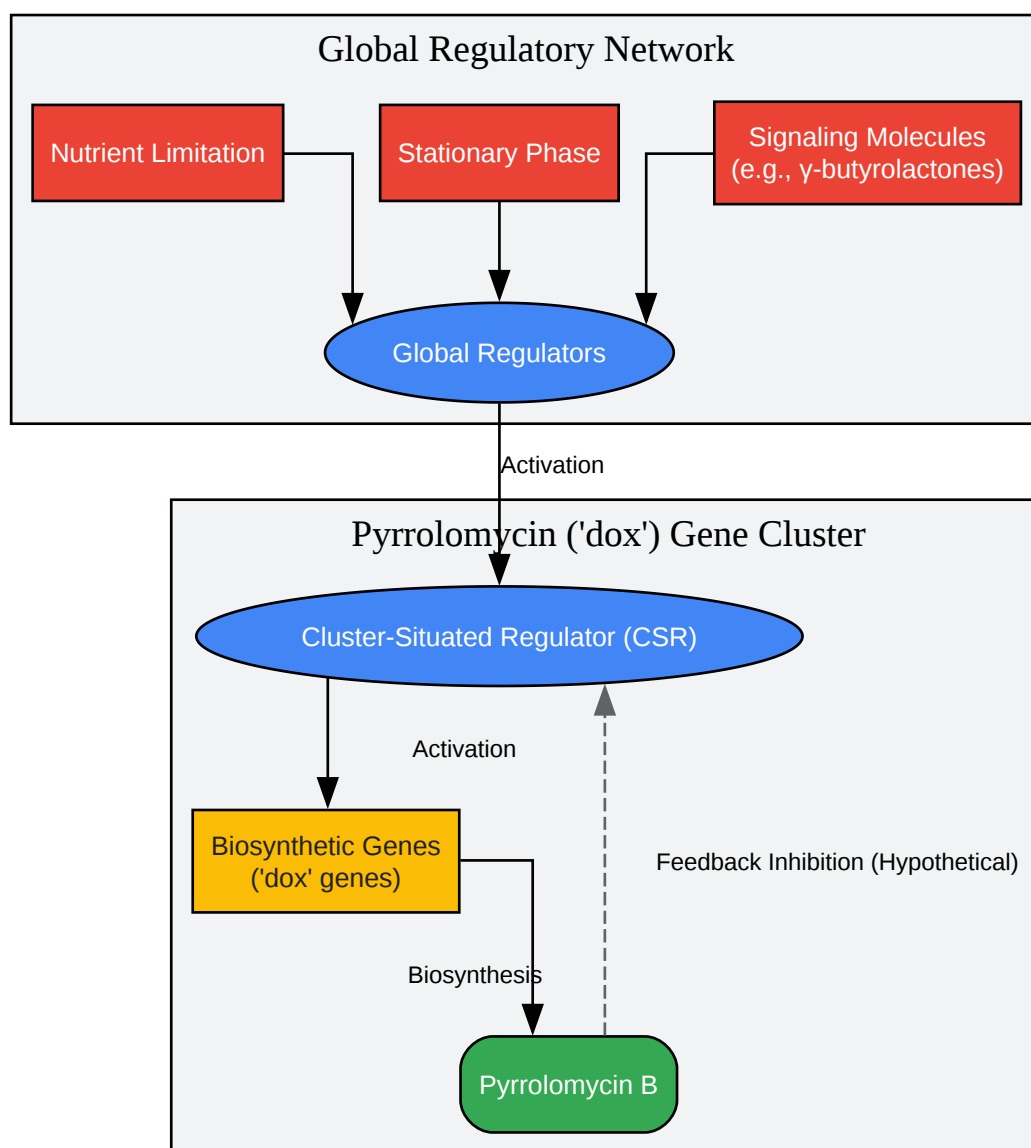 Global Regulatory Network
Nutrient Limitation
Stationary Phase
Signaling Molecules
(e.g., γ-butyrolactones)
Global Regulators
Activation
Pyrrolomycin ('dox') Gene Cluster
Cluster-Situated Regulator (CSR)
Activation
Biosynthetic Genes
('dox' genes)
Feedback Inhibition (Hypothetical)
Biosynthesis
Pyrrolomycin B